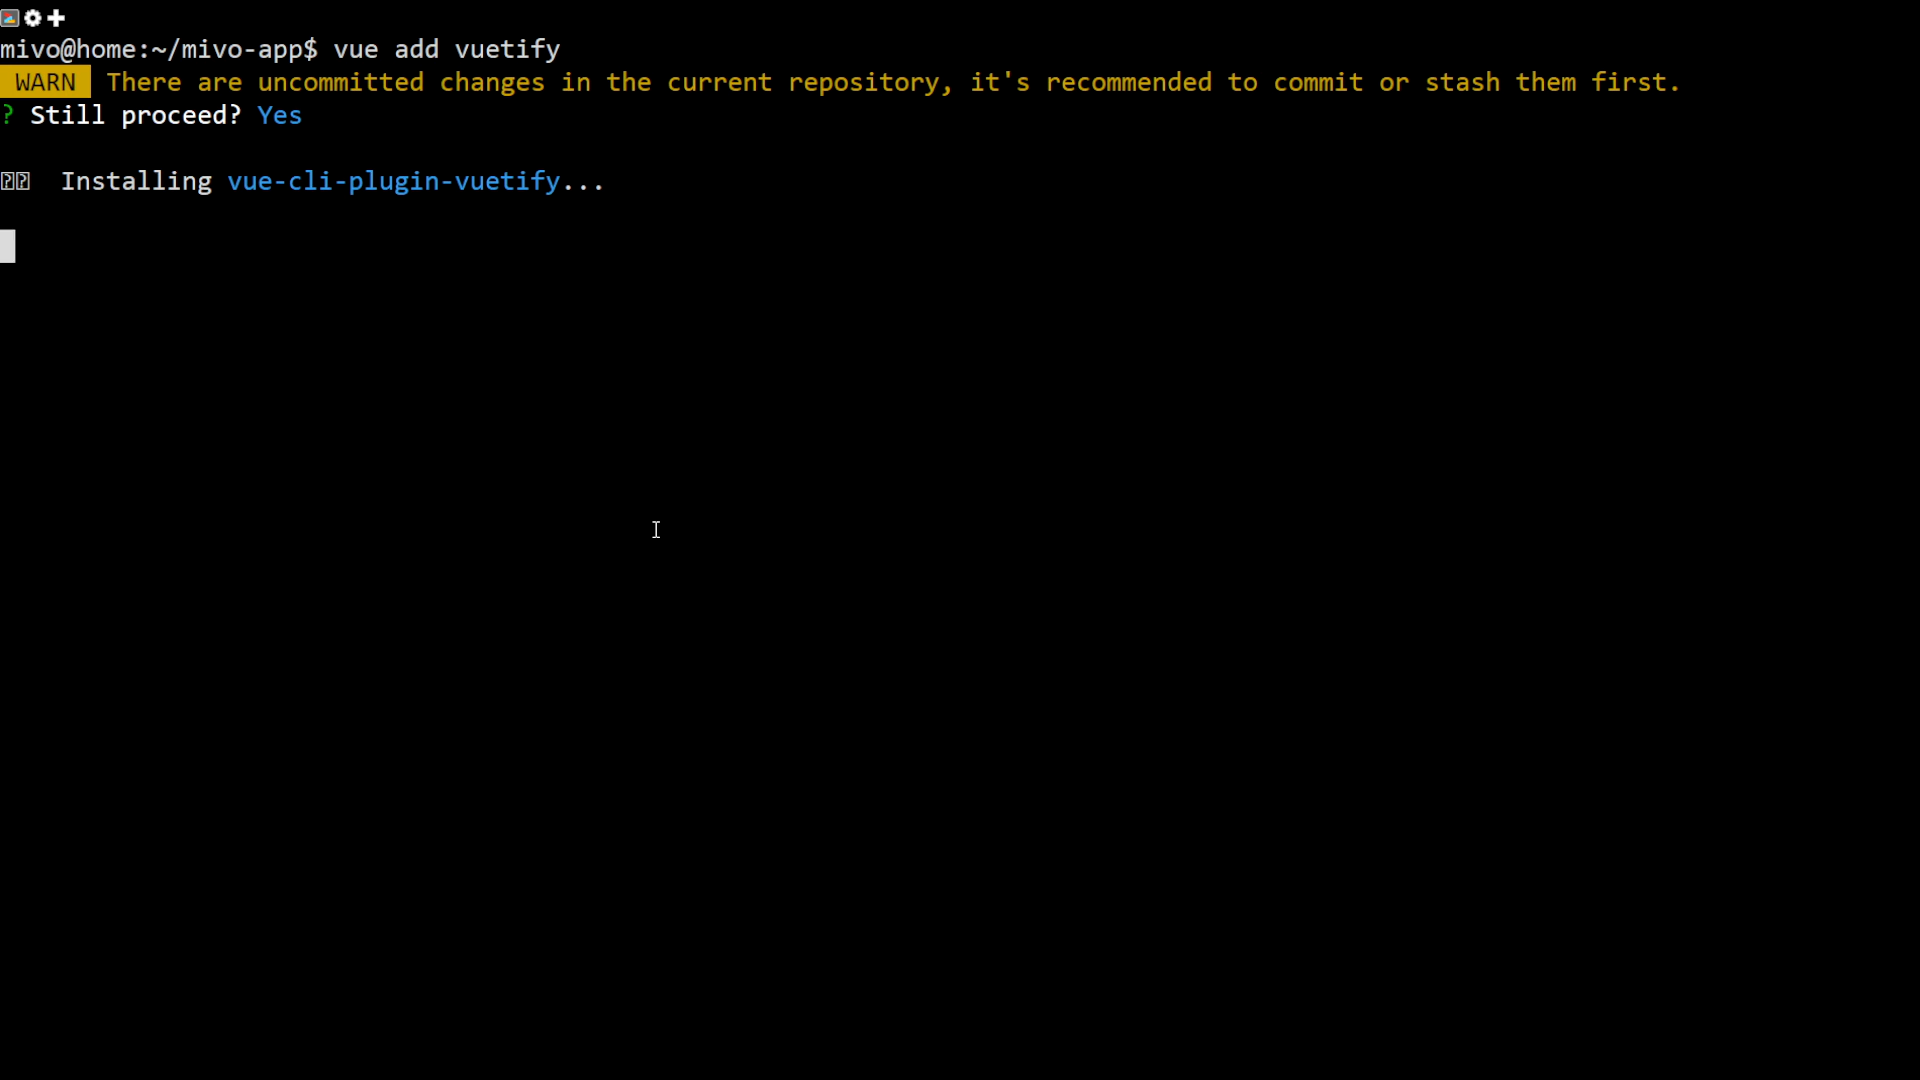 mivo@home:~/mivo-app$ vue add vuetify
WARN There are uncommitted changes in the current repository, it's recommended to commit or stash them first.
? Still proceed? Yes
Installing vue-cli-plugin-vuetify...